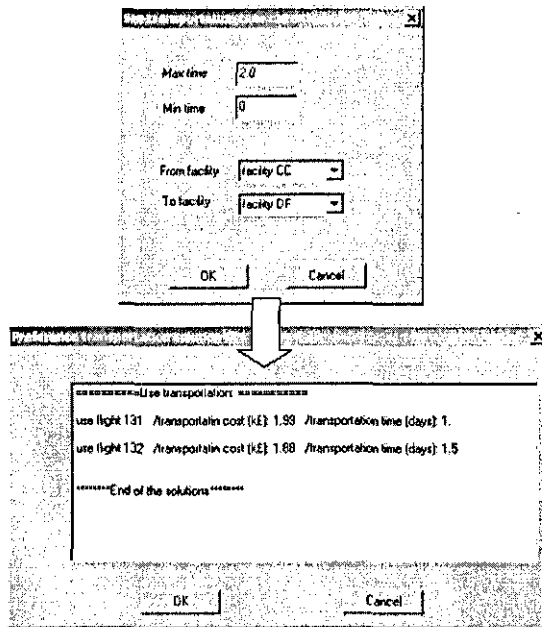 Max time 2.0
Min time 0
From facility facility CC
To facility facility DF
OK Cancel
==========Use transportation: ===========
use flight 131 /transportatin cost (k£): 1.93 /transportation time (days): 1.
use flight 132 /transportatin cost (k£): 1.68 /transportation time (days): 1.5
********End of the solutions********
OK Cancel